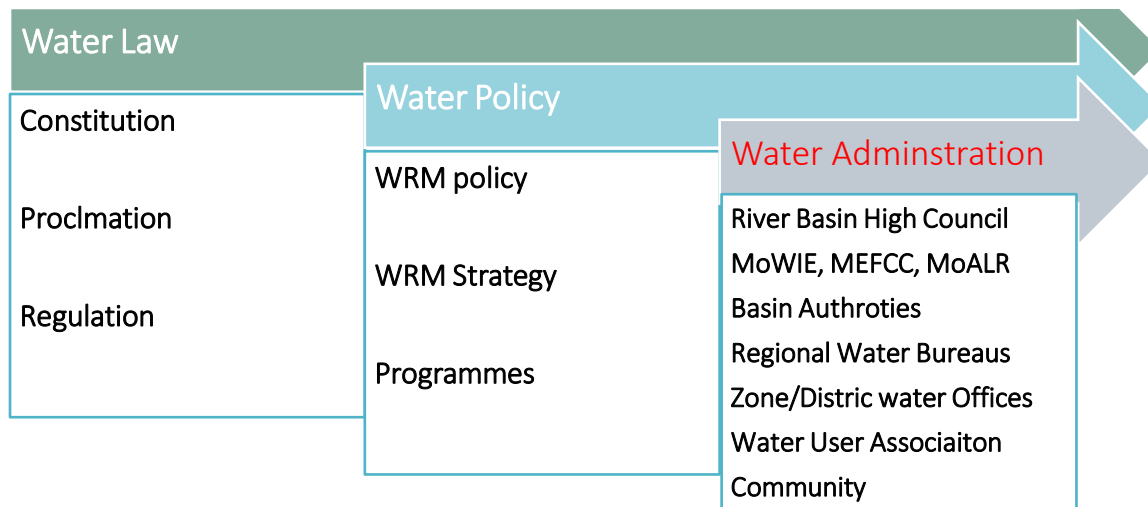 Water Law
Constitution
Proclmation
Regulation
Water Policy
WRM policy
WRM Strategy
Programmes
Water Adminstration
River Basin High Council
MoWIE, MEFCC, MoALR
Basin Authroties
Regional Water Bureaus
Zone/Distric water Offices
Water User Associaiton
Community